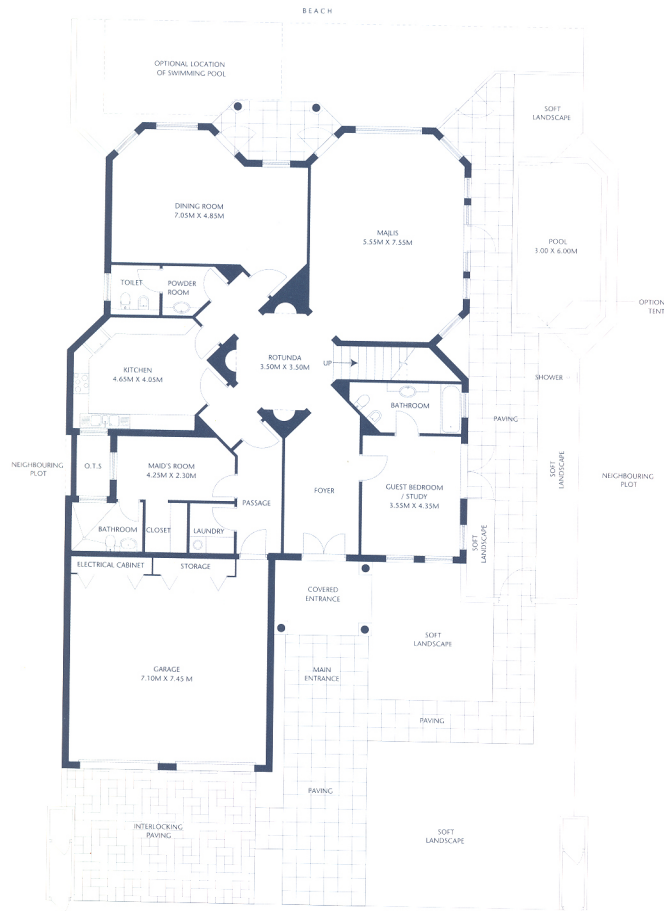 BEACH
OPTIONAL LOCATION
OF SWIMMING POOL
SOFT
LANDSCAPE
DINING ROOM
7.05M X 4.85M
MAJLIS
5.55M X 7.55M
POOL
3.00 X 6.00M
TOILET
POWDER
ROOM
OPTION
TENT
ROTUNDA
3.50M X 3.50M
UP
KITCHEN
4.65M X 4.05M
SHOWER
BATHROOM
PAVING
NEIGHBOURING
PLOT
O.T.S
MAID'S ROOM
4.25M X 2.30M
SOFT
LANDSCAPE
NEIGHBOURING
PLOT
GUEST BEDROOM
/ STUDY
3.55M X 4.35M
FOYER
PASSAGE
BATHROOM
CLOSET
LAUNDRY
SOFT
LANDSCAPE
ELECTRICAL CABINET
STORAGE
COVERED
ENTRANCE
SOFT
LANDSCAPE
GARAGE
7.10M X 7.45 M
MAIN
ENTRANCE
PAVING
PAVING
INTERLOCKING
PAVING
SOFT
LANDSCAPE